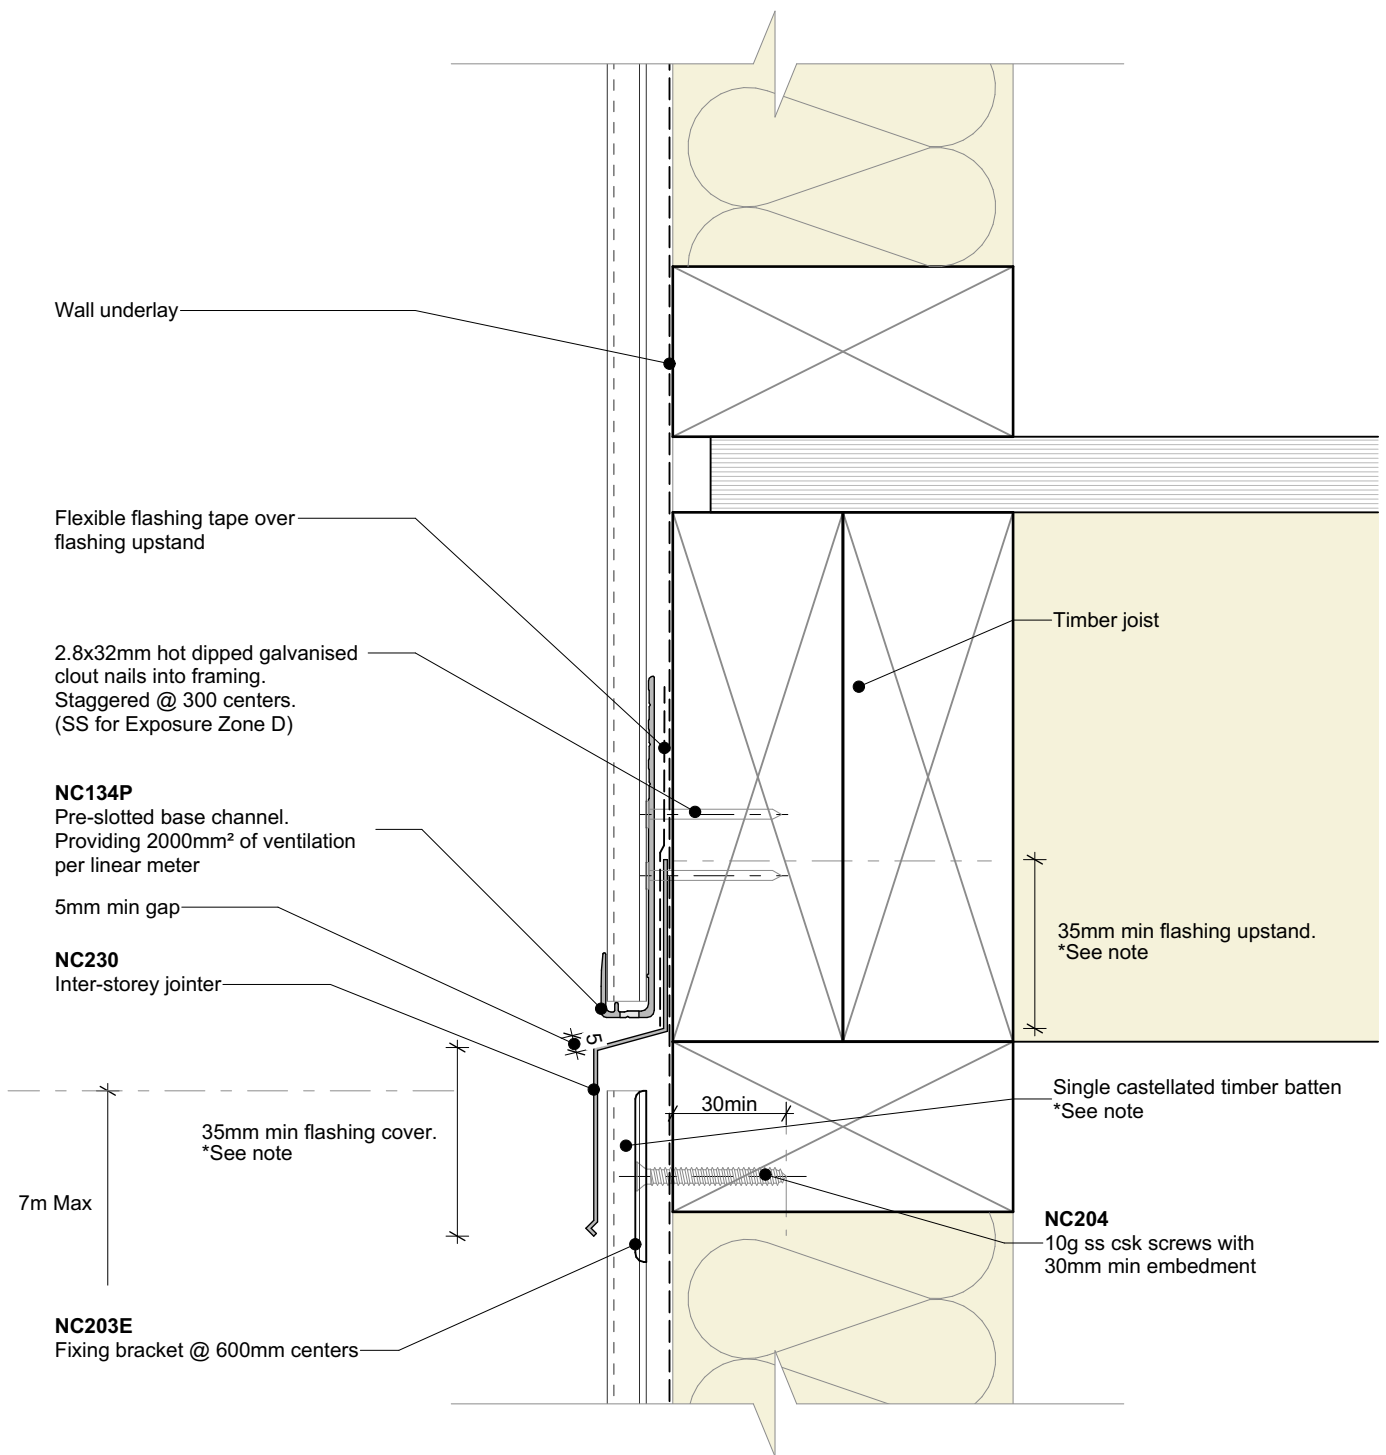 Wall underlay
Flexible flashing tape over
flashing upstand
Timber joist
2.8x32mm hot dipped galvanised
clout nails into framing.
Staggered @ 300 centers.
(SS for Exposure Zone D)
NC134P
Pre-slotted base channel.
Providing 2000mm² of ventilation
per linear meter
5mm min gap
35mm min flashing upstand.
*See note
NC230
Inter-storey jointer
5
30min
Single castellated timber batten
*See note
35mm min flashing cover.
*See note
7m Max
NC204
10g ss csk screws with
30mm min embedment
NC203E
Fixing bracket @ 600mm centers